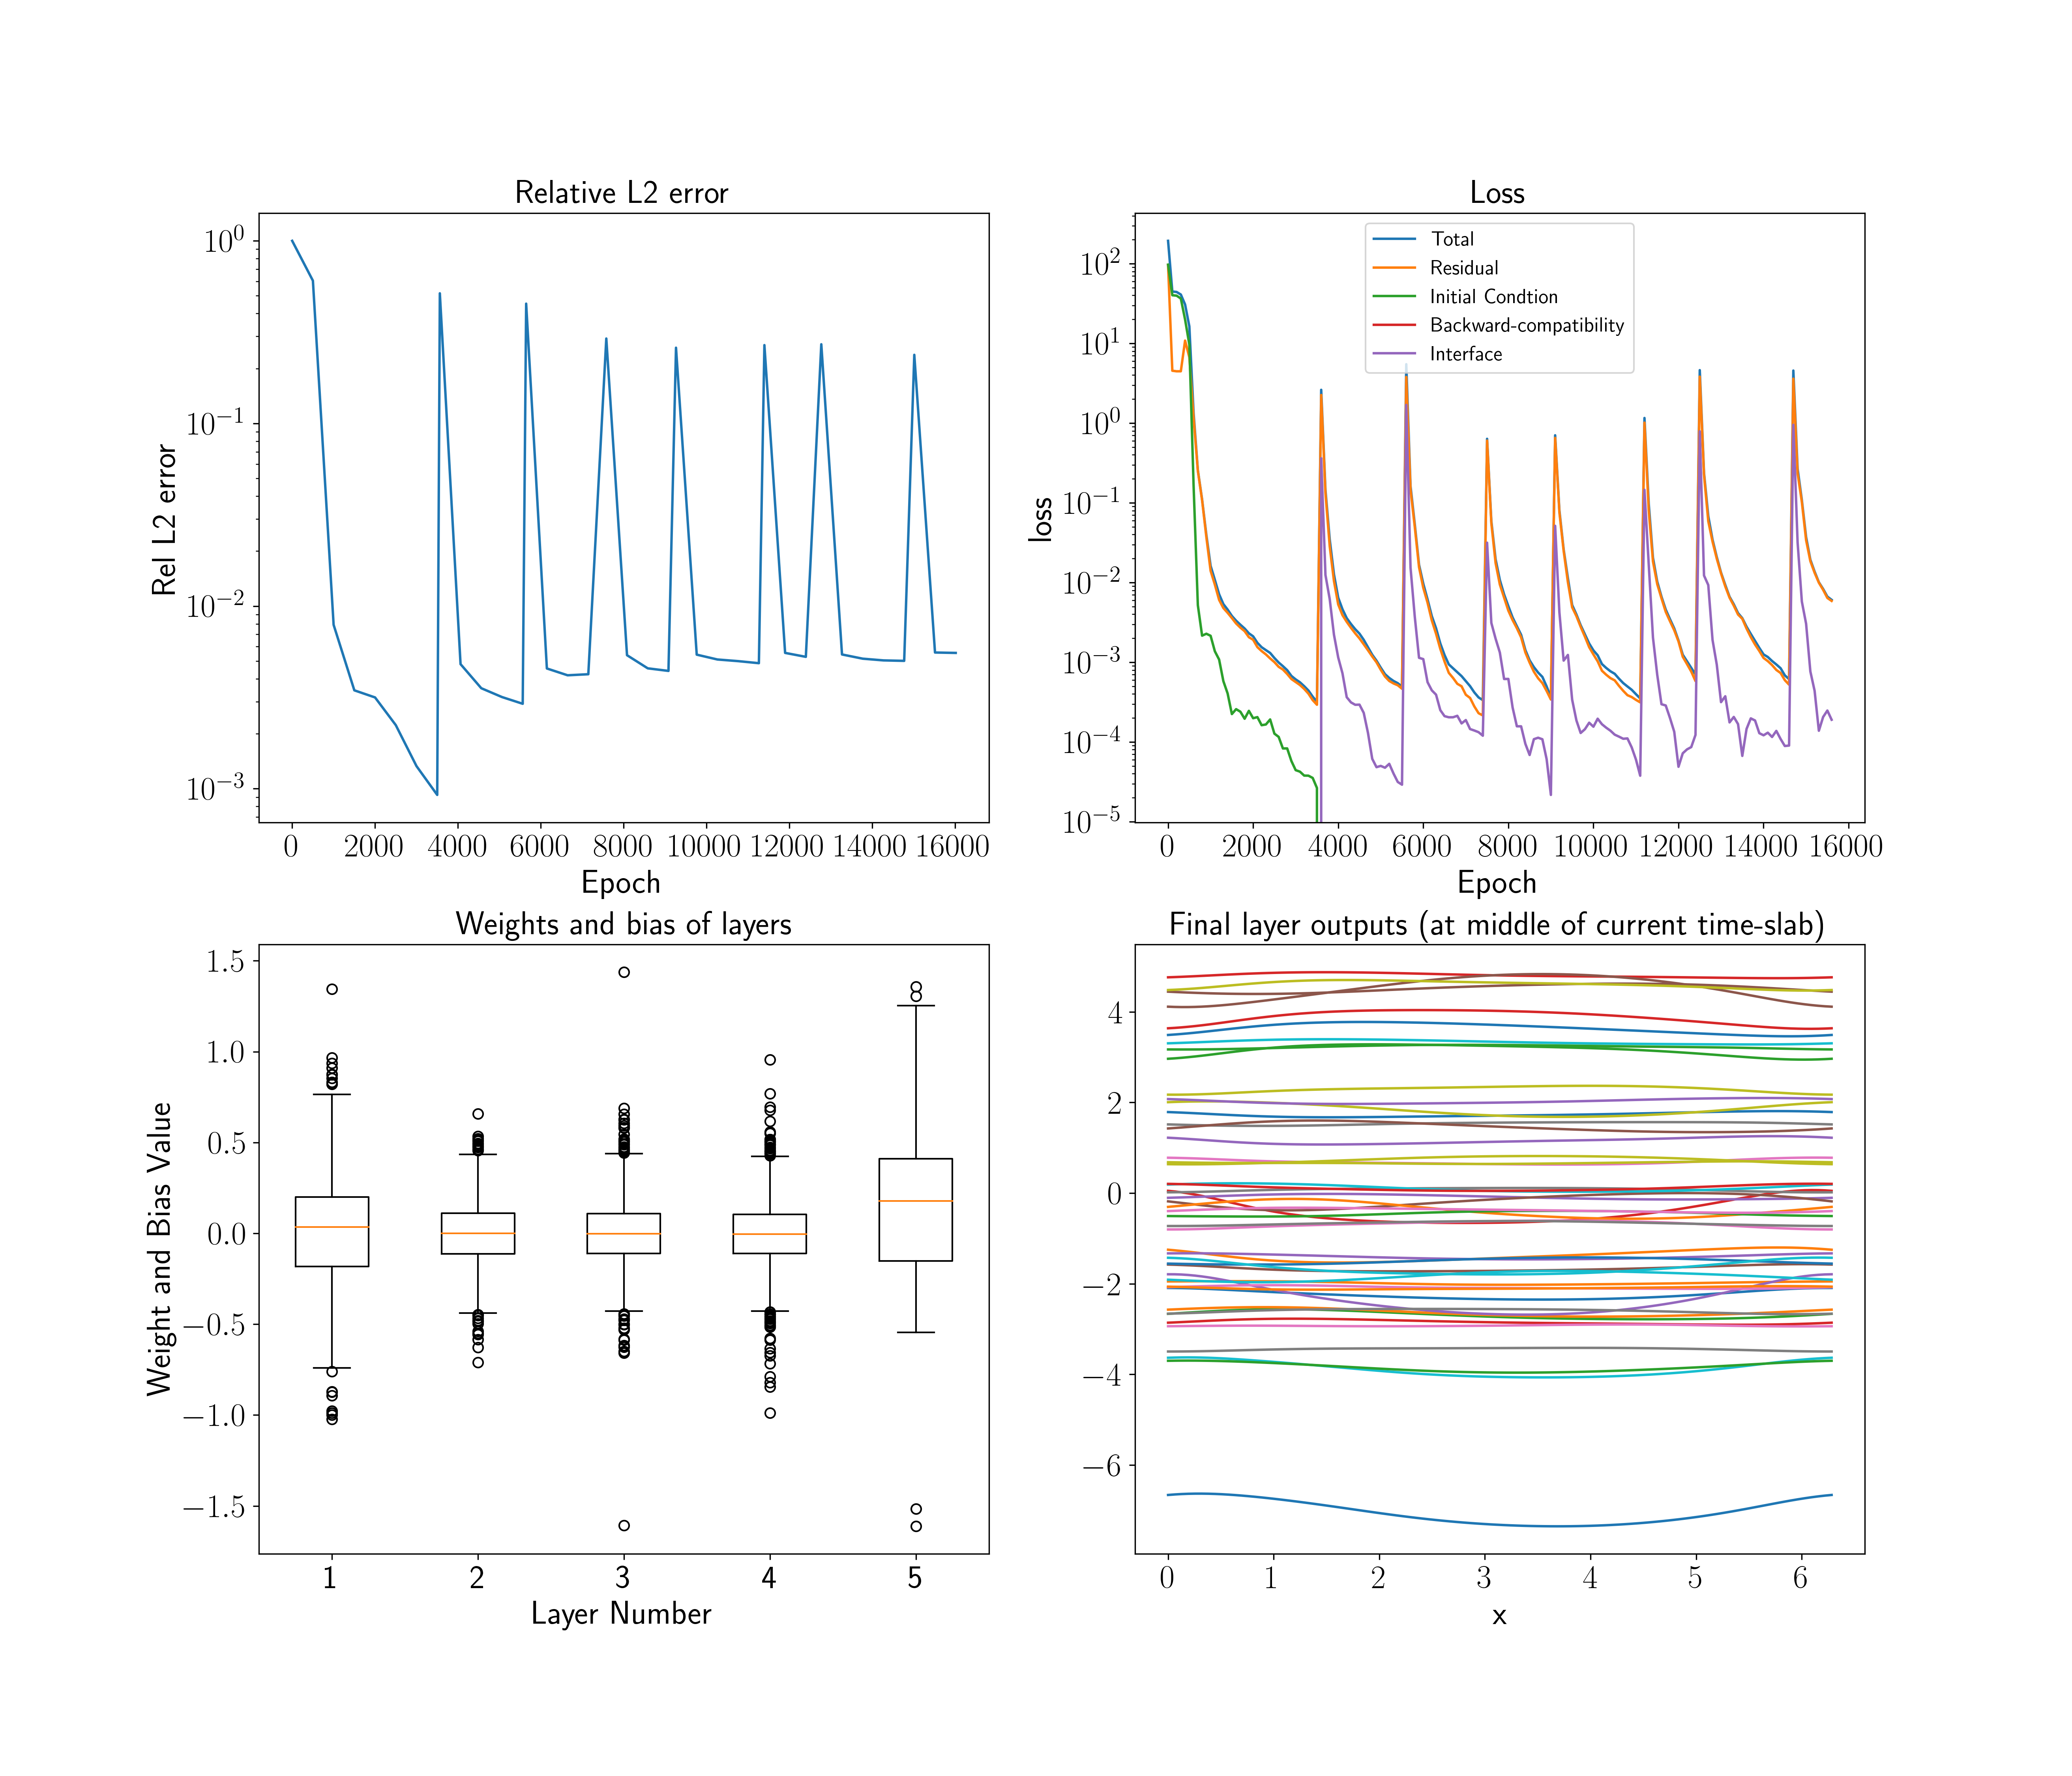 Relative L2 error
10^0
10^−1
10^−2
10^−3
Rel L2 error
0 2000 4000 6000 8000 10000 12000 14000 16000
Epoch
Loss
Total
Residual
Initial Condtion
Backward-compatibility
Interface
10^2
10^1
10^0
10^−1
10^−2
10^−3
10^−4
10^−5
loss
0 2000 4000 6000 8000 10000 12000 14000 16000
Epoch
Weights and bias of layers
1.5
1.0
0.5
0.0
−0.5
−1.0
−1.5
Weight and Bias Value
1 2 3 4 5
Layer Number
Final layer outputs (at middle of current time-slab)
4
2
0
−2
−4
−6
0 1 2 3 4 5 6
x